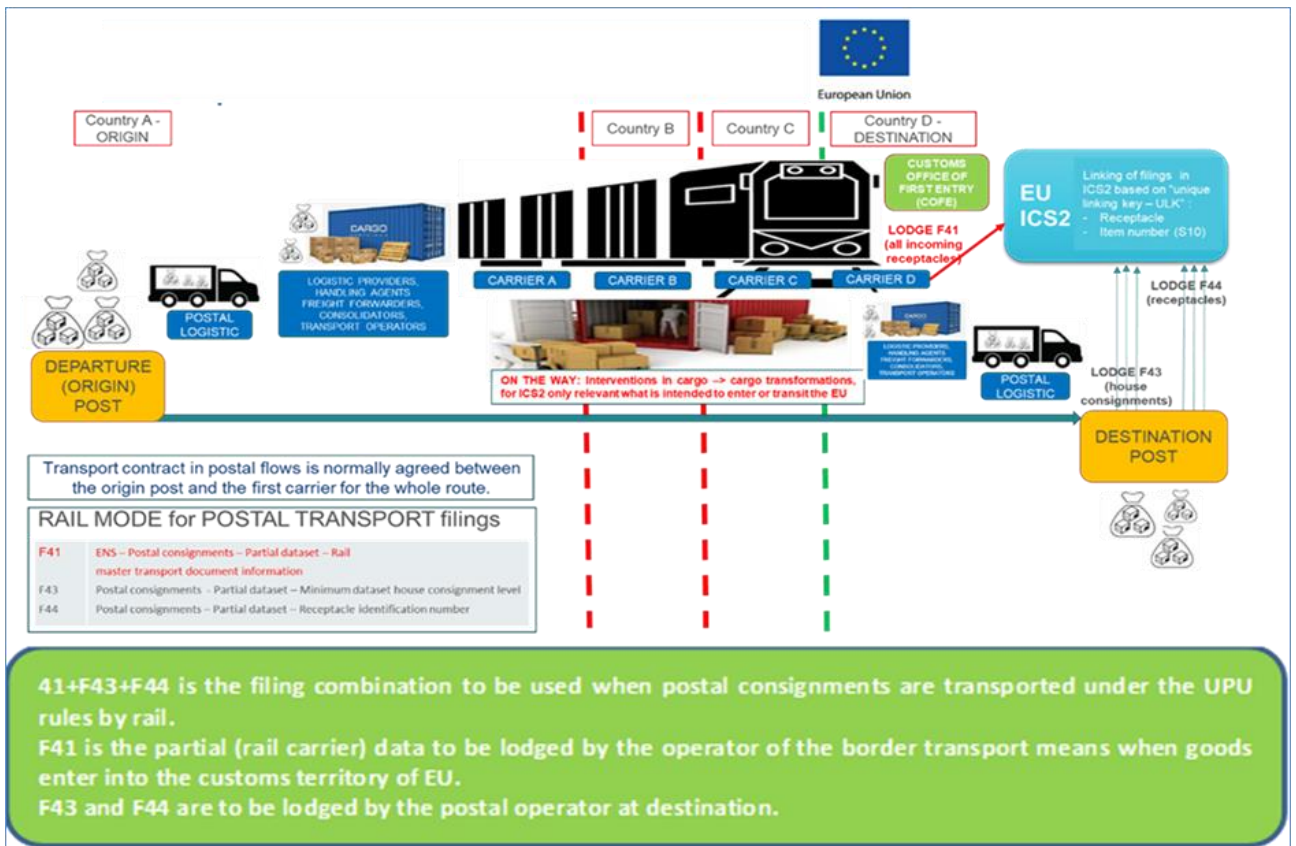 European Union
Country A -
ORIGIN
Country B
Country C
Country D -
DESTINATION
CUSTOMS
OFFICE OF
FIRST ENTRY
(COFE)
EU
ICS2
Linking of filings in
ICS2 based on "unique
linking key – ULK" :
- Receptacle
- Item number (S10)
LODGE F41
(all incoming
receptacles)
CARGO
CARRIER A
CARRIER B
CARRIER C
CARRIER D
LOGISTIC PROVIDERS,
HANDLING AGENTS
FREIGHT FORWARDERS,
CONSOLIDATORS,
TRANSPORT OPERATORS
POSTAL
LOGISTIC
LODGE F44
(receptacles)
CARGO
LOGISTIC PROVIDERS,
HANDLING AGENTS
FREIGHT FORWARDERS,
CONSOLIDATORS,
TRANSPORT OPERATORS
POSTAL
LOGISTIC
LODGE F43
(house
consignments)
DEPARTURE
(ORIGIN)
POST
ON THE WAY: Interventions in cargo –> cargo transformations,
for ICS2 only relevant what is intended to enter or transit the EU
DESTINATION
POST
Transport contract in postal flows is normally agreed between
the origin post and the first carrier for the whole route.
RAIL MODE for POSTAL TRANSPORT filings
F41 ENS – Postal consignments – Partial dataset – Rail
master transport document information
F43 Postal consignments - Partial dataset – Minimum dataset house consignment level
F44 Postal consignments – Partial dataset – Receptacle identification number
41+F43+F44 is the filing combination to be used when postal consignments are transported under the UPU
rules by rail.
F41 is the partial (rail carrier) data to be lodged by the operator of the border transport means when goods
enter into the customs territory of EU.
F43 and F44 are to be lodged by the postal operator at destination.